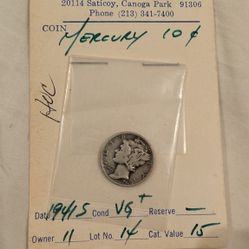 20114 Saticoy, Canoga Park 91306
Phone (213) 341-7400
COIN MERCURY 10¢
Date 1941S Cond VG+ Reserve —
Owner 11 Lot No. 14 Cat. Value 15